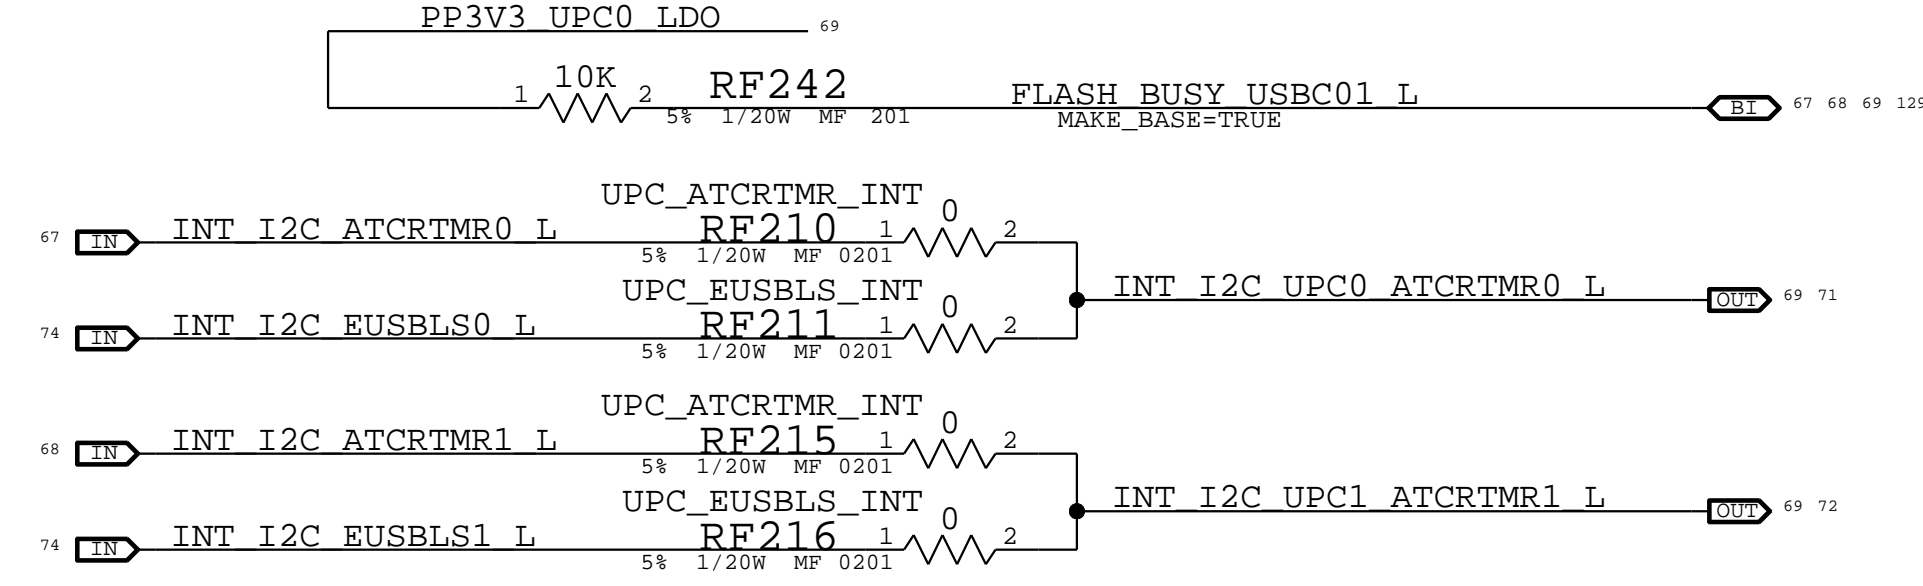 PP3V3_UPC0_LDO 69
1 10K 2 RF242 FLASH_BUSY_USBC01_L BI 67 68 69 129
5% 1/20W MF 201 MAKE_BASE=TRUE
UPC_ATCRTMR_INT
67 IN INT_I2C_ATCRTMR0_L RF210 1 0 2
5% 1/20W MF 0201
UPC_EUSBLS_INT INT_I2C_UPC0_ATCRTMR0_L OUT 69 71
74 IN INT_I2C_EUSBLS0_L RF211 1 0 2
5% 1/20W MF 0201
UPC_ATCRTMR_INT
68 IN INT_I2C_ATCRTMR1_L RF215 1 0 2
5% 1/20W MF 0201
UPC_EUSBLS_INT INT_I2C_UPC1_ATCRTMR1_L OUT 69 72
74 IN INT_I2C_EUSBLS1_L RF216 1 0 2
5% 1/20W MF 0201